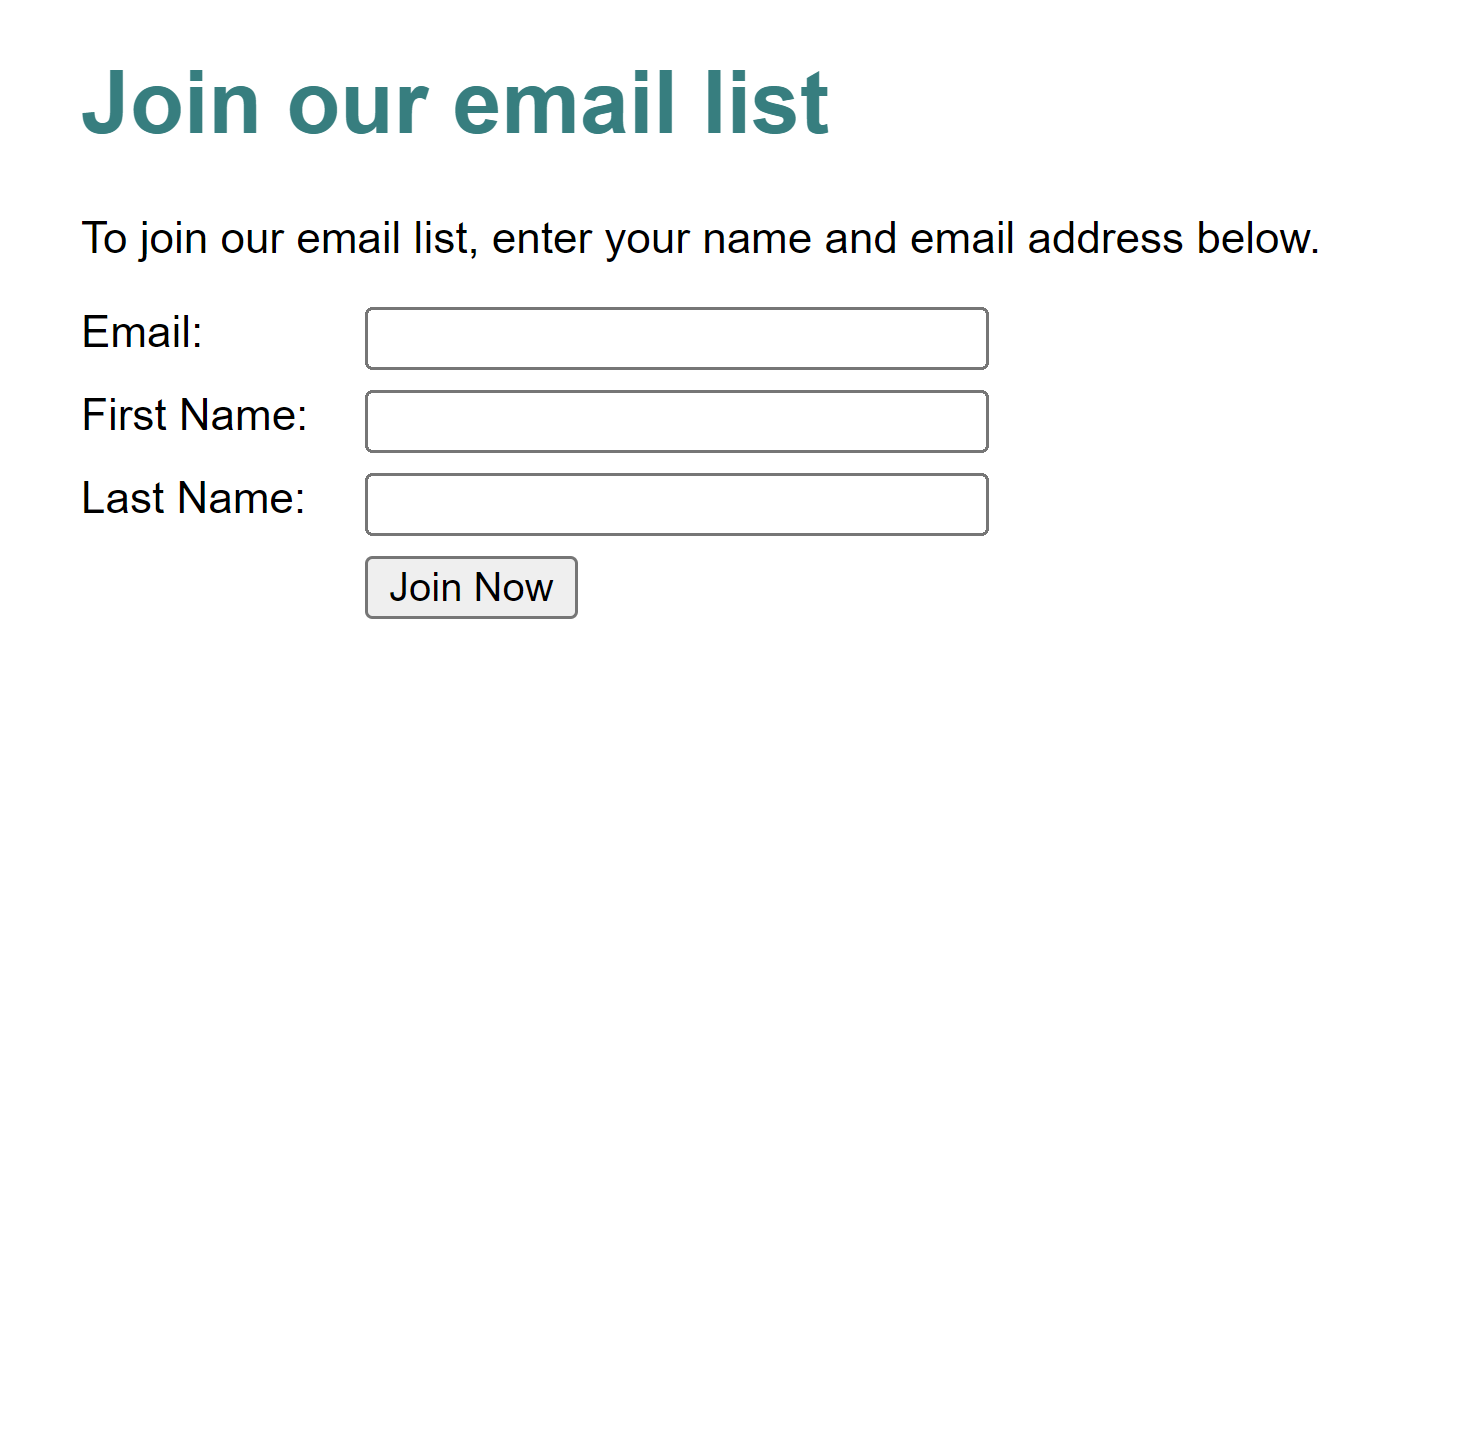 Join our email list
To join our email list, enter your name and email address below.
Email:
First Name:
Last Name:
Join Now